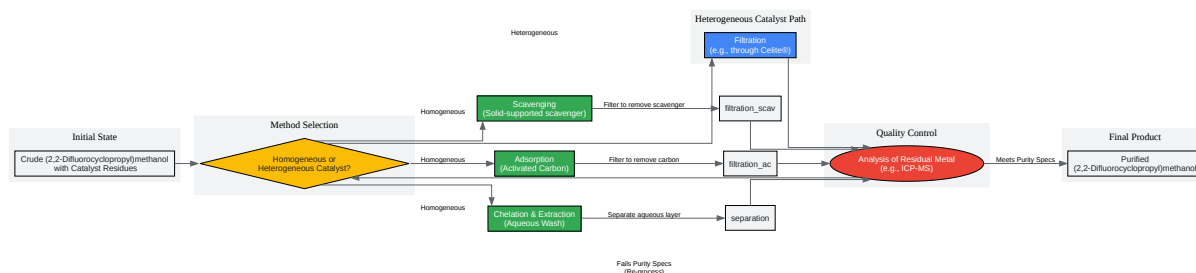 Heterogeneous Catalyst Path
Heterogeneous
Filtration
(e.g., through Celite®)
Scavenging
(Solid-supported scavenger)
Homogeneous
Filter to remove scavenger
filtration_scav
Initial State
Method Selection
Quality Control
Final Product
Crude (2,2-Difluorocyclopropyl)methanol
with Catalyst Residues
Homogeneous or
Heterogeneous Catalyst?
Homogeneous
Adsorption
(Activated Carbon)
Filter to remove carbon
filtration_ac
Analysis of Residual Metal
(e.g., ICP-MS)
Meets Purity Specs
Purified
(2,2-Difluorocyclopropyl)methanol
Homogeneous
Chelation & Extraction
(Aqueous Wash)
Separate aqueous layer
separation
Fails Purity Specs
(Re-process)